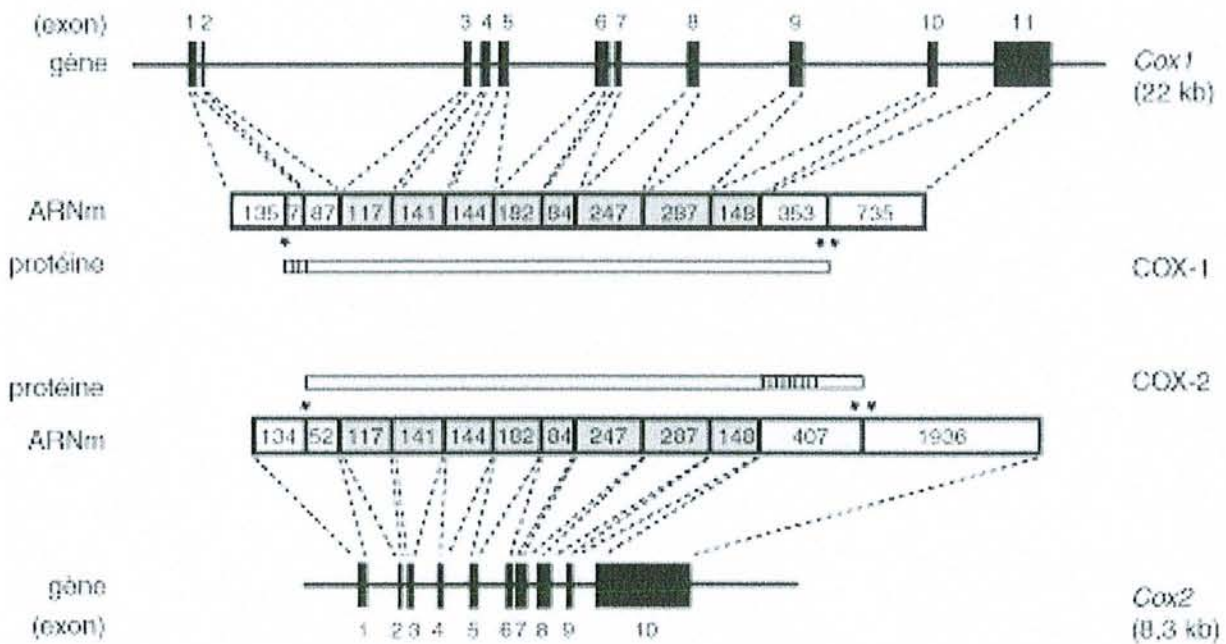 (exon) 1 2 3 4 5 6 7 8 9 10 11
gène Cox1
(22 kb)
ARNm 135 7 87 117 141 144 182 84 247 287 148 353 735
* * *
protéine COX-1
protéine COX-2
* * *
ARNm 134 52 117 141 144 182 84 247 287 148 407 1936
gène Cox2
(exon) 1 2 3 4 5 6 7 8 9 10 (8,3 kb)